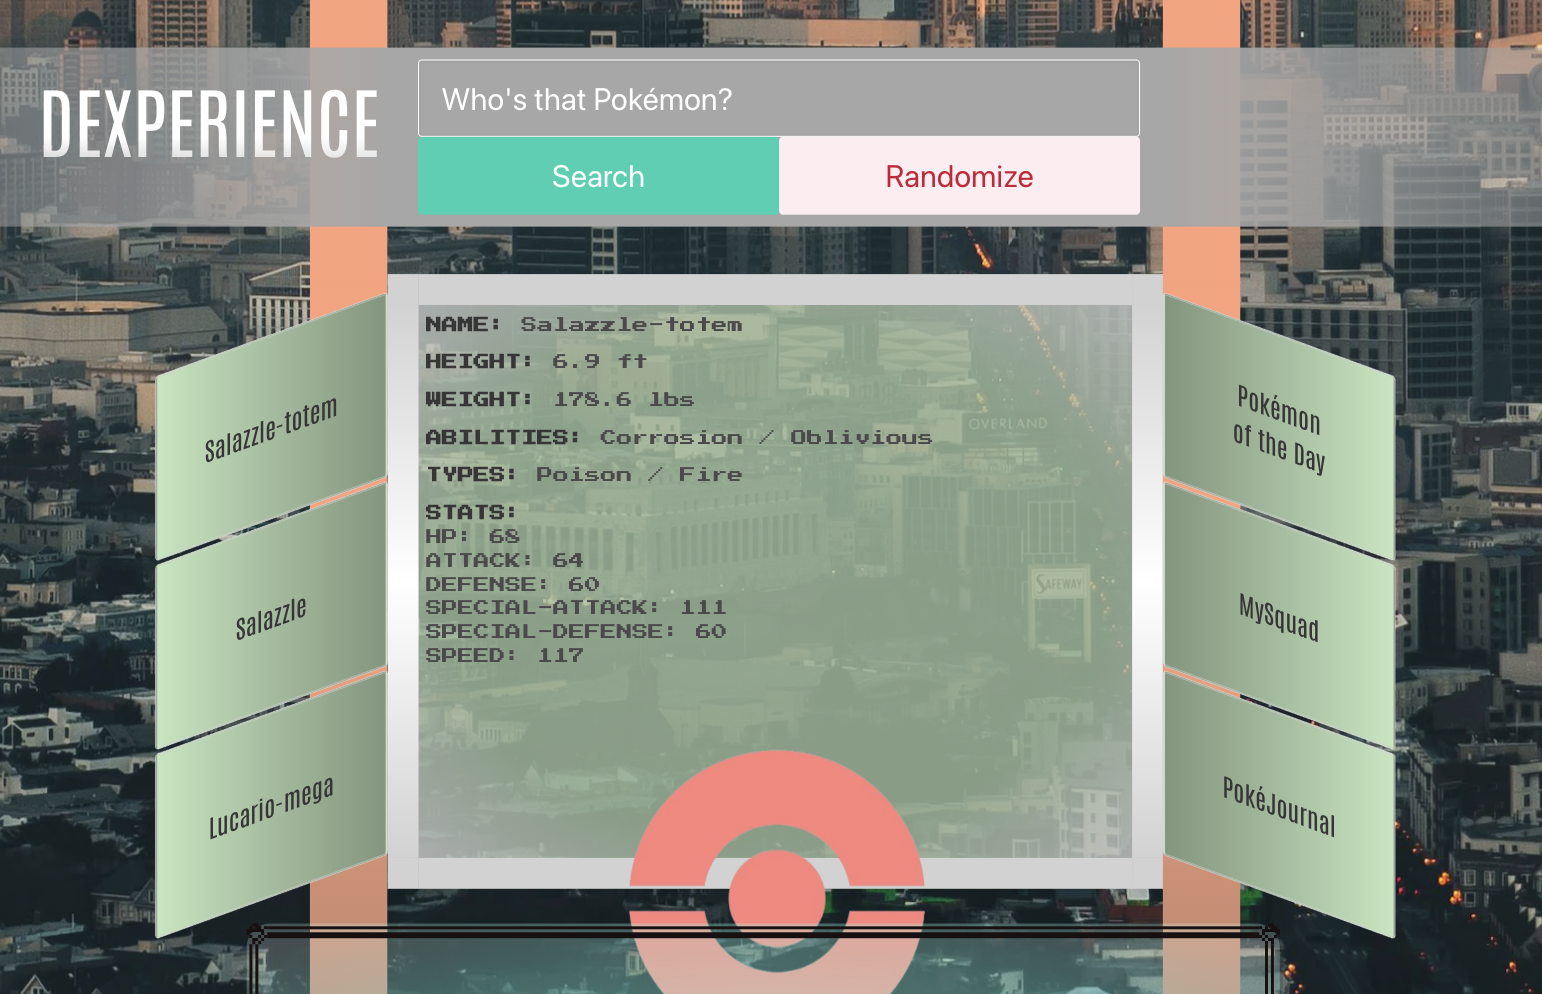 DEXPERIENCE
Who's that Pokémon?
Search
Randomize
Salazzle-totem
Salazzle
Lucario-mega
NAME: Salazzle-totem
HEIGHT: 6.9 ft
WEIGHT: 178.6 lbs
ABILITIES: Corrosion / Oblivious
TYPES: Poison / Fire
STATS:
HP: 68
ATTACK: 64
DEFENSE: 60
SPECIAL-ATTACK: 111
SPECIAL-DEFENSE: 60
SPEED: 117
OVERLAND
SAFEWAY
Pokémon
of the Day
MySquad
PokéJournal